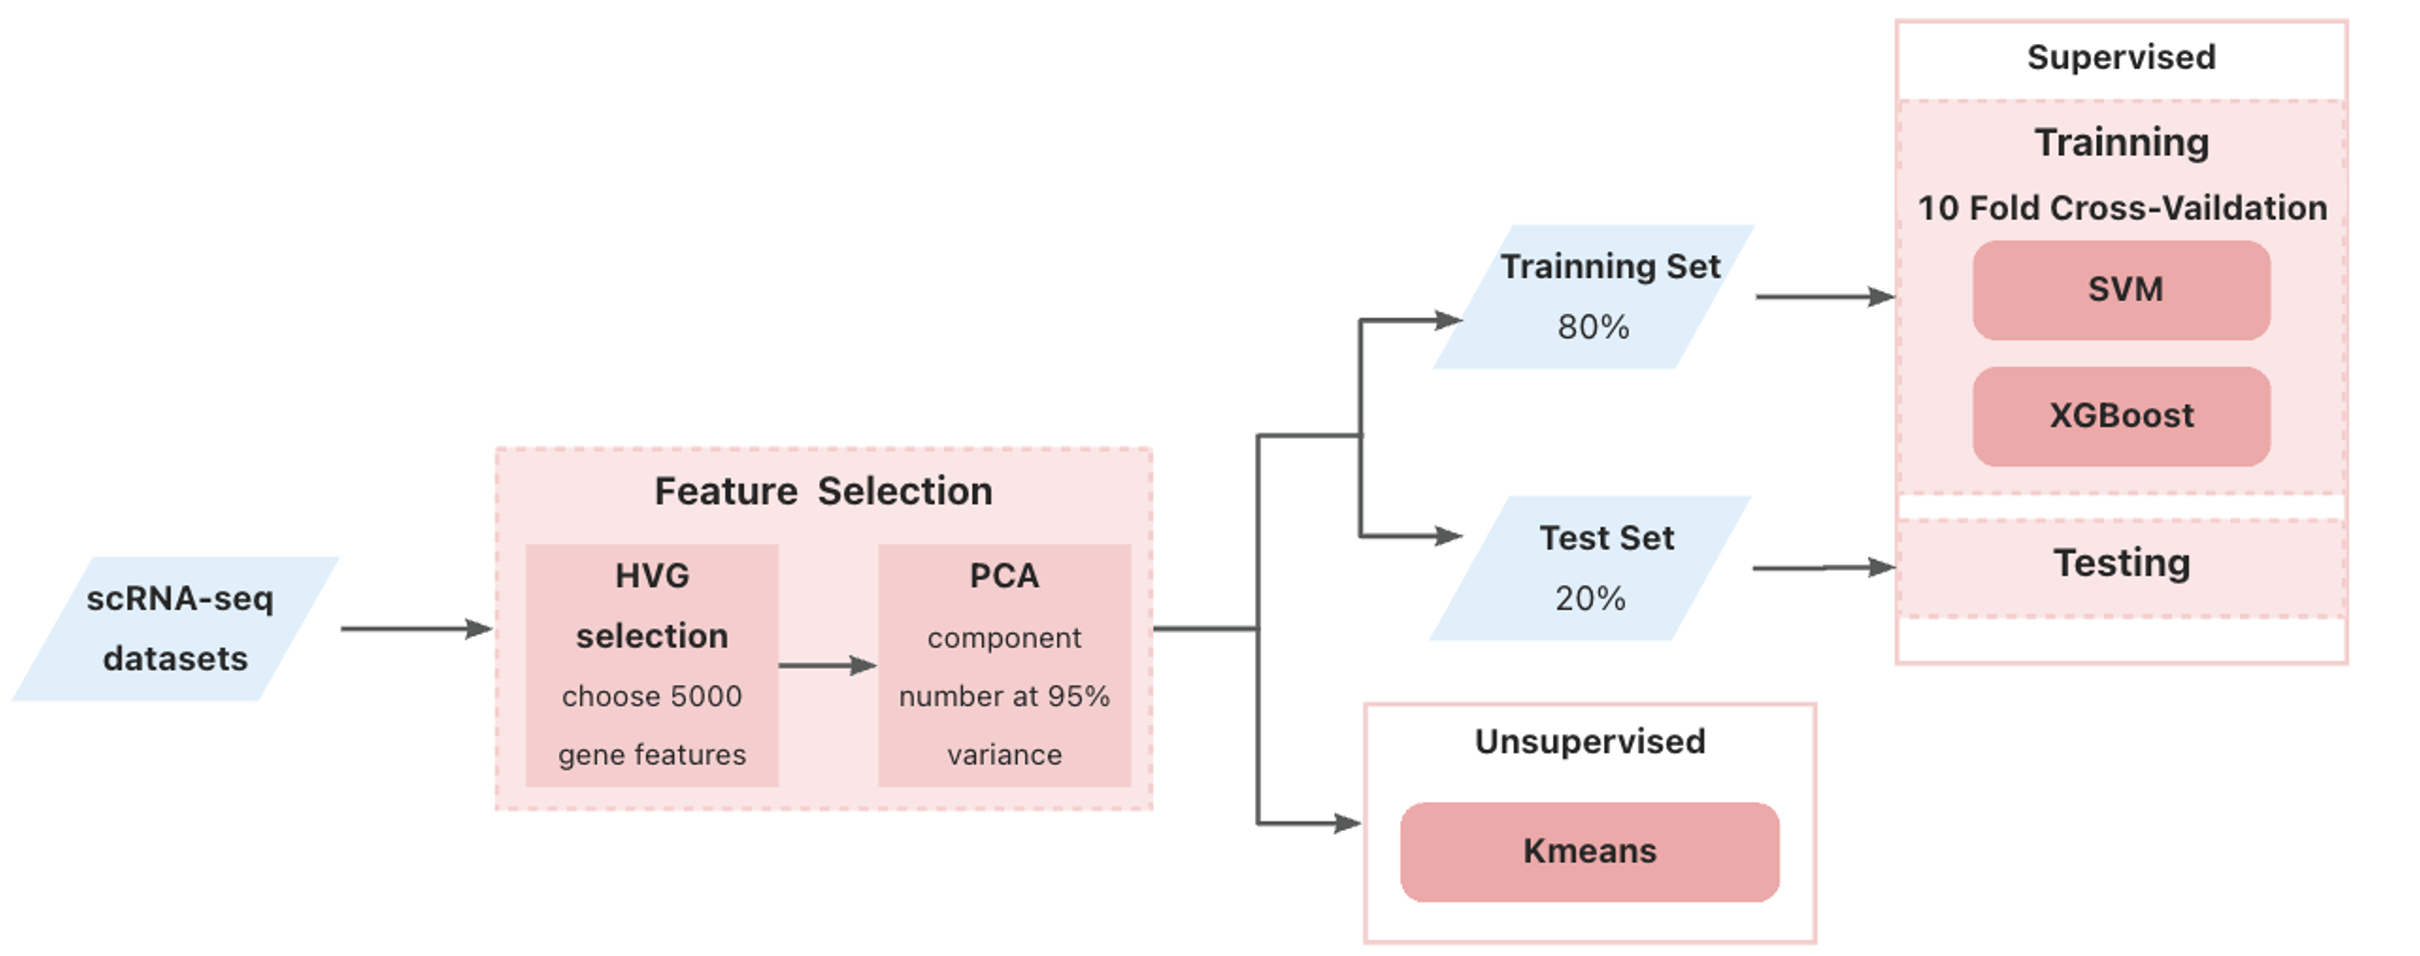 scRNA-seq
datasets
Feature Selection
HVG
selection
choose 5000
gene features
PCA
component
number at 95%
variance
Trainning Set
80%
Test Set
20%
Supervised
Trainning
10 Fold Cross-Vaildation
SVM
XGBoost
Testing
Unsupervised
Kmeans